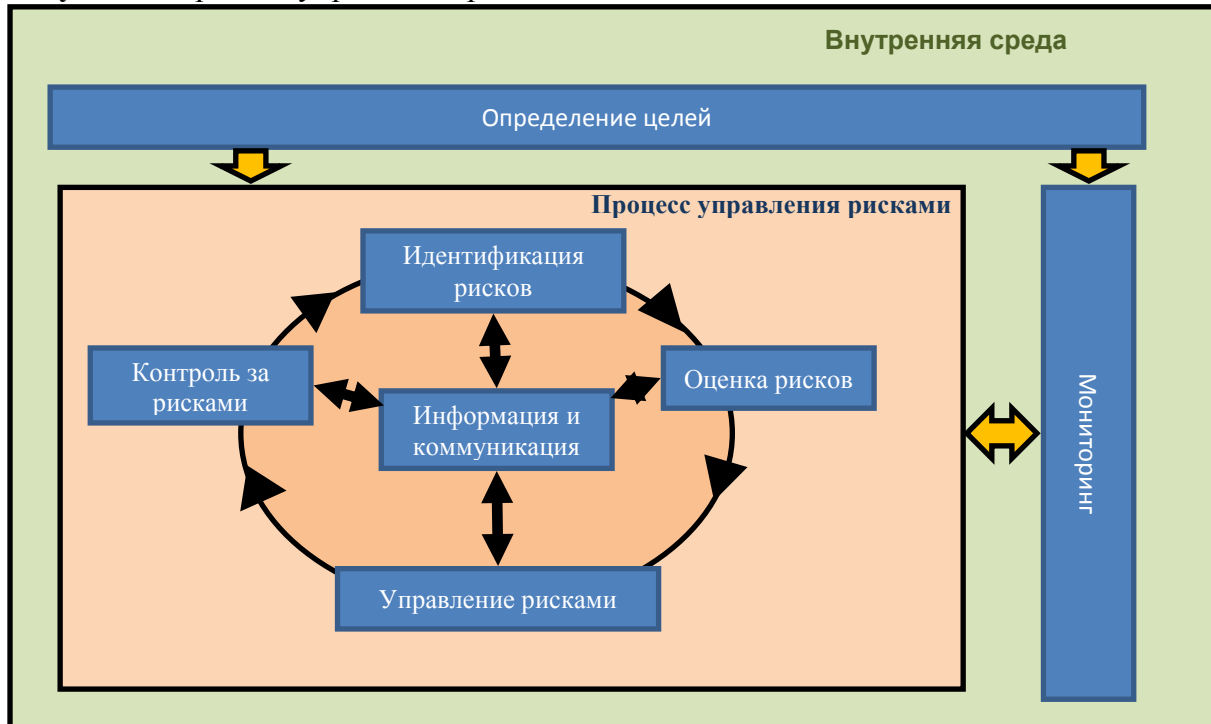 Внутренняя среда
Определение целей
Процесс управления рисками
Идентификация
рисков
Контроль за
рисками
Оценка рисков
Информация и
коммуникация
Мониторинг
Управление рисками